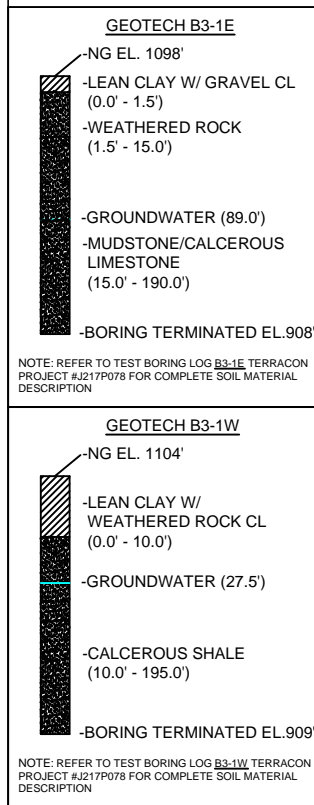 GEOTECH B3-1E
-NG EL. 1098'
-LEAN CLAY W/ GRAVEL CL
(0.0' - 1.5')
-WEATHERED ROCK
(1.5' - 15.0')
-GROUNDWATER (89.0')
-MUDSTONE/CALCEROUS
LIMESTONE
(15.0' - 190.0')
-BORING TERMINATED EL.908'
NOTE: REFER TO TEST BORING LOG B3-1E TERRACON
PROJECT #J217P078 FOR COMPLETE SOIL MATERIAL
DESCRIPTION
GEOTECH B3-1W
-NG EL. 1104'
-LEAN CLAY W/
WEATHERED ROCK CL
(0.0' - 10.0')
-GROUNDWATER (27.5')
-CALCEROUS SHALE
(10.0' - 195.0')
-BORING TERMINATED EL.909'
NOTE: REFER TO TEST BORING LOG B3-1W TERRACON
PROJECT #J217P078 FOR COMPLETE SOIL MATERIAL
DESCRIPTION